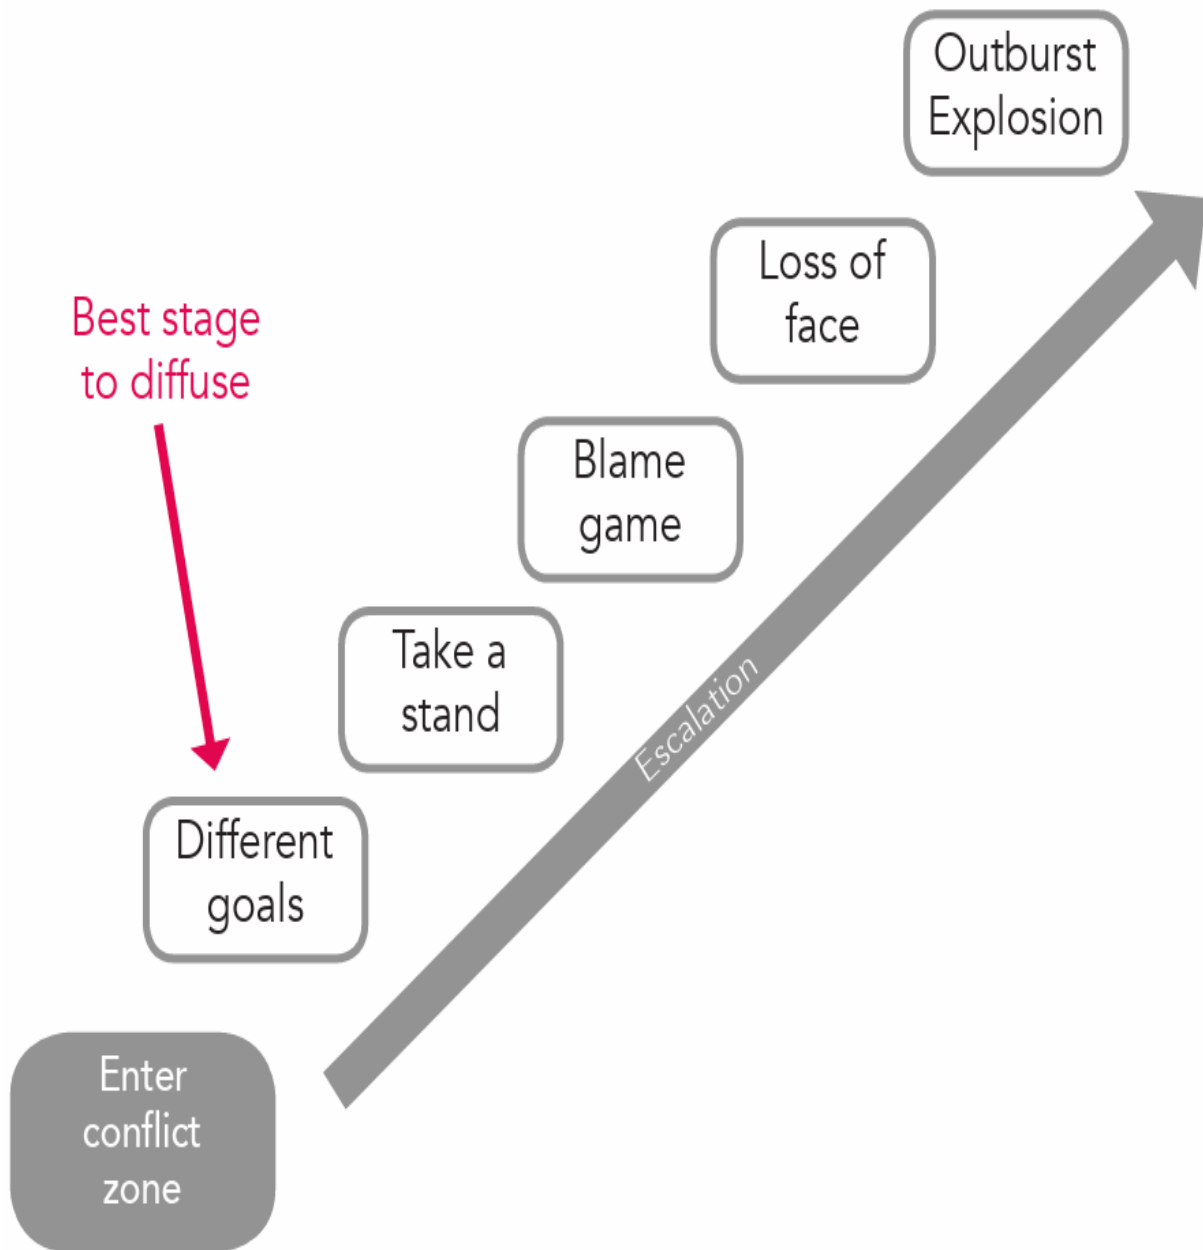 Outburst
Explosion
Loss of
face
Best stage
to diffuse
Blame
game
Take a
stand
Escalation
Different
goals
Enter
conflict
zone